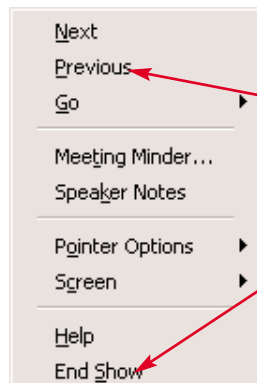 Next
Previous
Go
Meeting Minder...
Speaker Notes
Pointer Options
Screen
Help
End Show